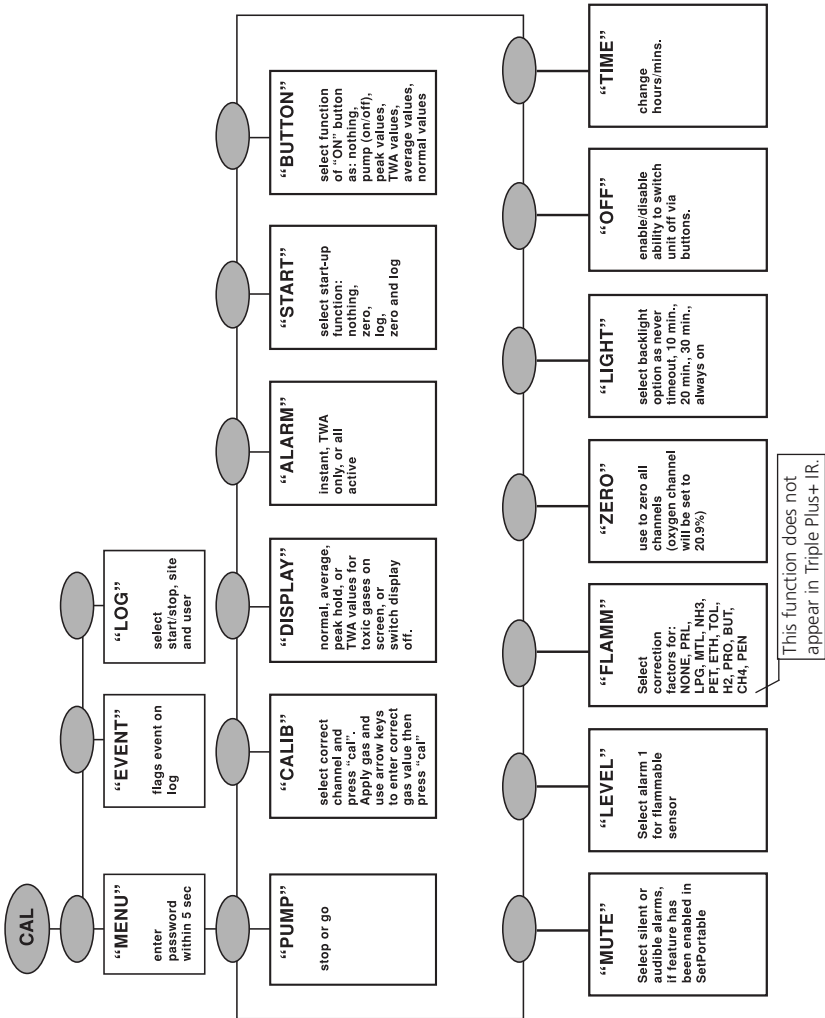 CAL
“MENU”
enter
password
within 5 sec
“EVENT”
flags event on
log
“LOG”
select
start/stop, site
and user
“PUMP”
stop or go
“CALIB”
select correct
channel and
press “cal”.
Apply gas and
use arrow keys
to enter correct
gas value then
press “cal”
“DISPLAY”
normal, average,
peak hold, or
TWA values for
toxic gases on
screen, or
switch display
off.
“ALARM”
instant, TWA
only, or all
active
“START”
select start-up
function:
nothing,
zero,
log,
zero and log
“BUTTON”
select function
of “ON” button
as: nothing,
pump (on/off),
peak values,
TWA values,
average values,
normal values
“MUTE”
Select silent or
audible alarms,
if feature has
been enabled in
SetPortable
“LEVEL”
Select alarm 1
for flammable
sensor
“FLAMM”
Select
correction
factors for:
NONE, PRL,
LPG, MTL, NH3,
PET, ETH, TOL,
H2, PRO, BUT,
CH4, PEN
“ZERO”
use to zero all
channels
(oxygen channel
will be set to
20.9%)
“LIGHT”
select backlight
option as never
timeout, 10 min.,
20 min., 30 min.,
always on
“OFF”
enable/disable
ability to switch
unit off via
buttons.
“TIME”
change
hours/mins.
This function does not
appear in Triple Plus+ IR.